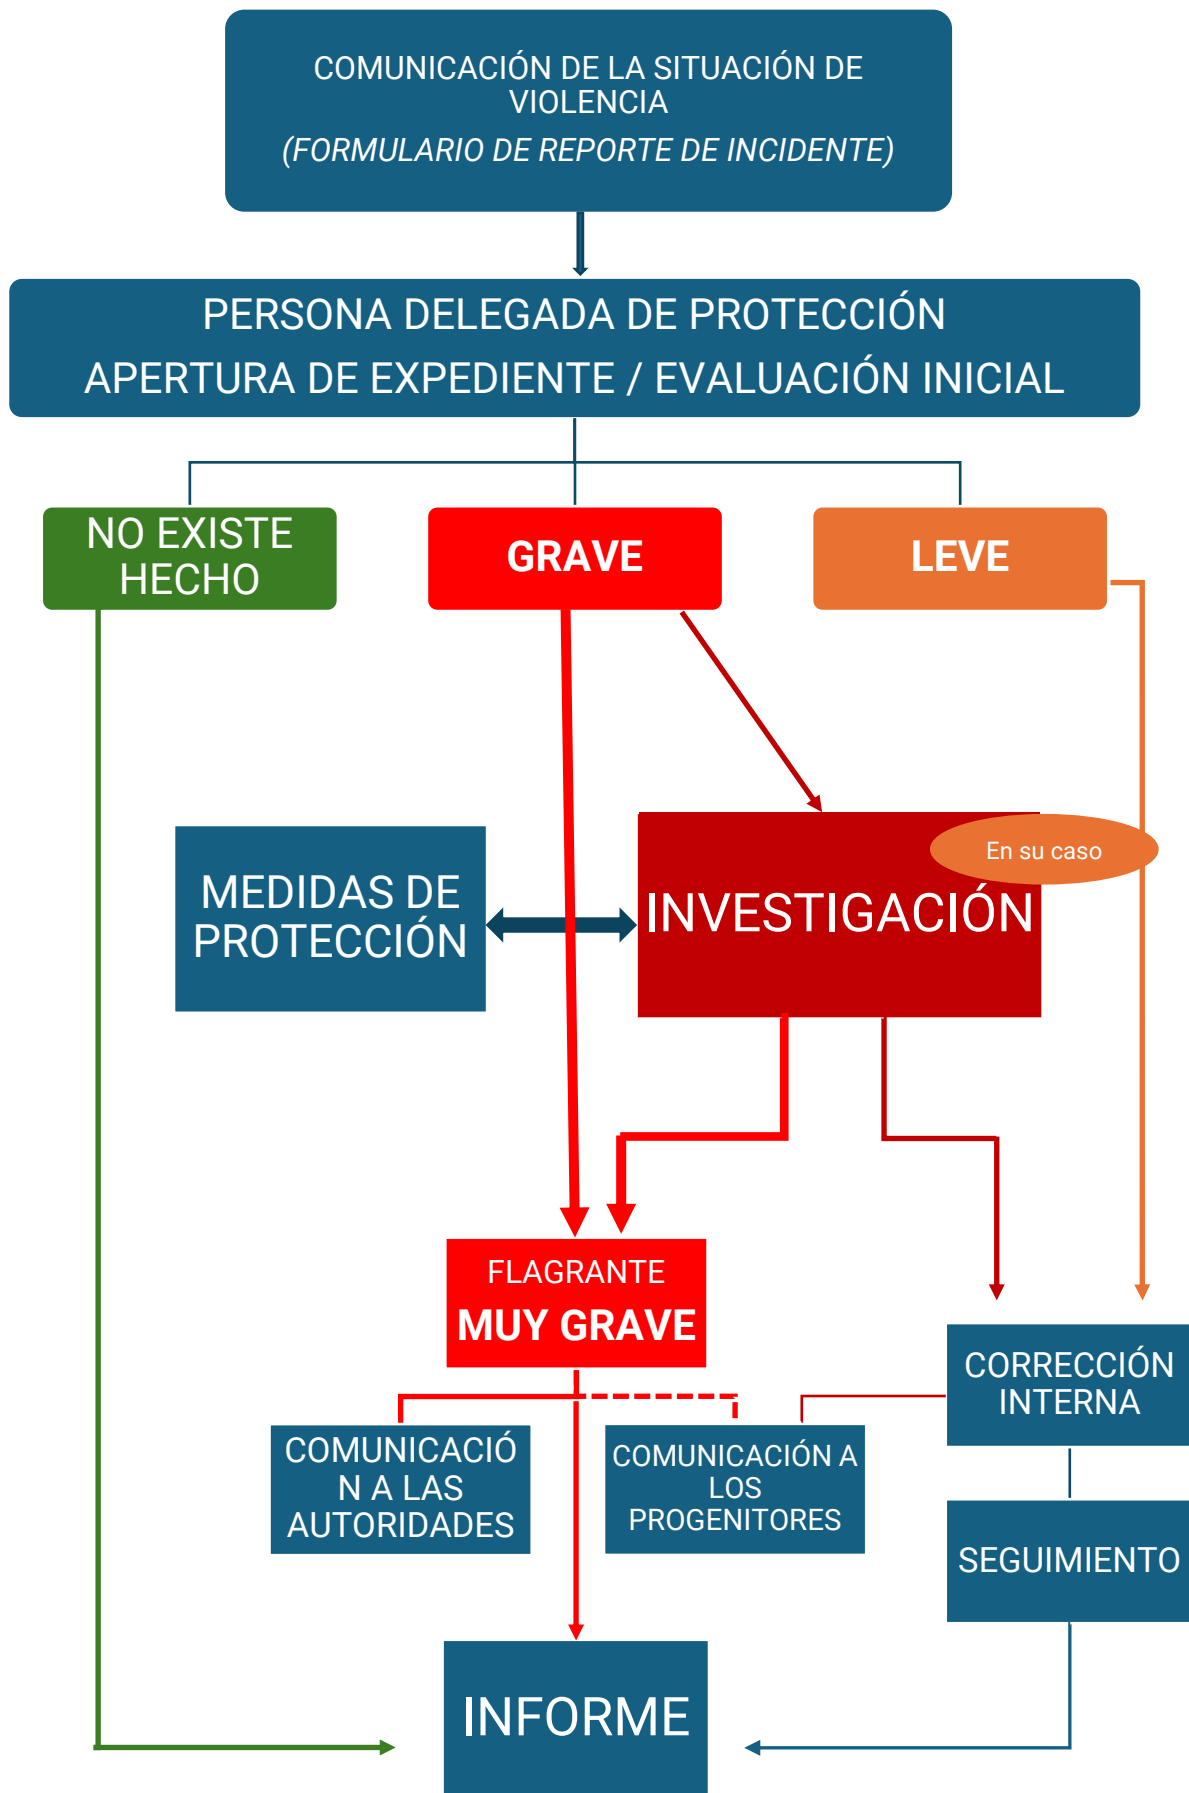 COMUNICACIÓN DE LA SITUACIÓN DE
VIOLENCIA
(FORMULARIO DE REPORTE DE INCIDENTE)
PERSONA DELEGADA DE PROTECCIÓN
APERTURA DE EXPEDIENTE / EVALUACIÓN INICIAL
NO EXISTE
HECHO
GRAVE
LEVE
En su caso
MEDIDAS DE
PROTECCIÓN
INVESTIGACIÓN
FLAGRANTE
MUY GRAVE
CORRECCIÓN
INTERNA
COMUNICACIÓ
N A LAS
AUTORIDADES
COMUNICACIÓN A
LOS
PROGENITORES
SEGUIMIENTO
INFORME